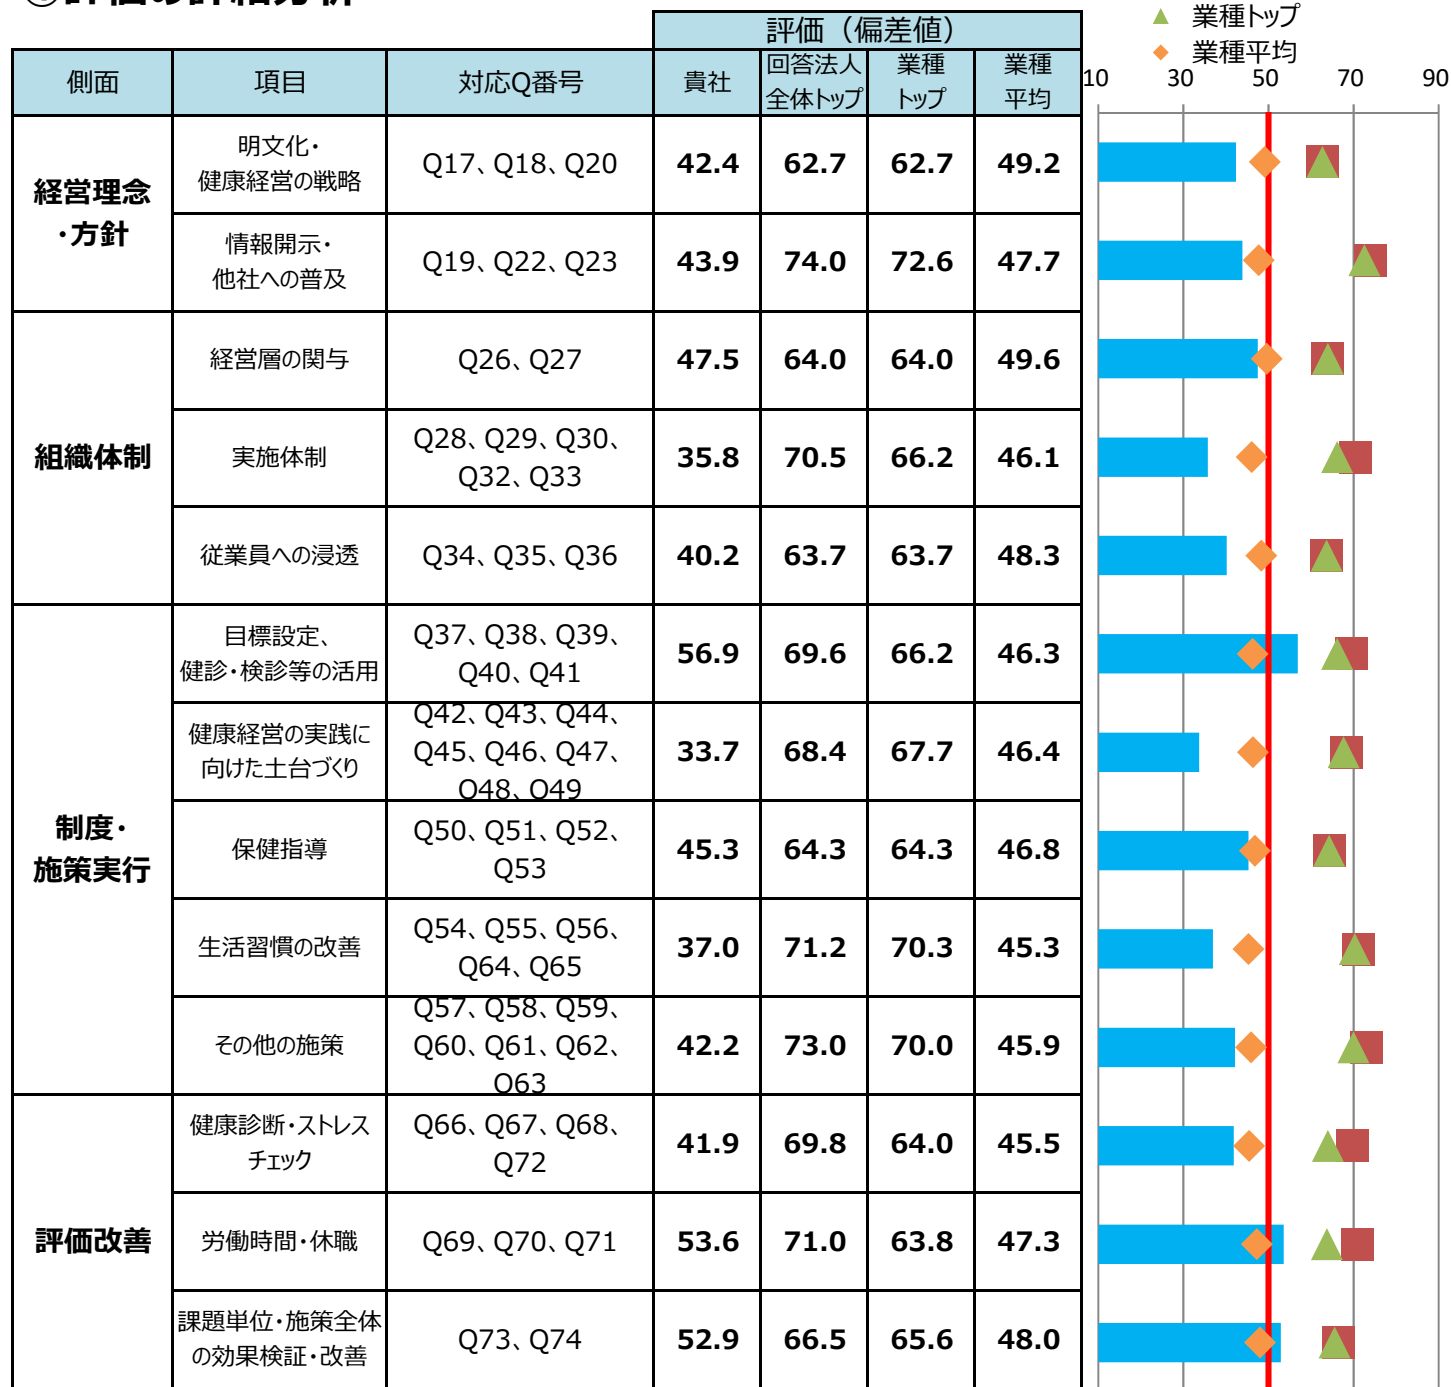 評価（偏差値）
▲ 業種トップ
◆ 業種平均
側面 項目 対応Q番号 貴社 回答法人 業種 業種
全体トップ トップ 平均
10 30 50 70 90
経営理念
・方針
明文化・
健康経営の戦略
Q17、Q18、Q20 42.4 62.7 62.7 49.2
情報開示・
他社への普及
Q19、Q22、Q23 43.9 74.0 72.6 47.7
組織体制
経営層の関与 Q26、Q27 47.5 64.0 64.0 49.6
実施体制
Q28、Q29、Q30、
Q32、Q33
35.8 70.5 66.2 46.1
従業員への浸透 Q34、Q35、Q36 40.2 63.7 63.7 48.3
制度・
施策実行
目標設定、
健診・検診等の活用
Q37、Q38、Q39、
Q40、Q41
56.9 69.6 66.2 46.3
健康経営の実践に
向けた土台づくり
Q42、Q43、Q44、
Q45、Q46、Q47、
Q48、Q49
33.7 68.4 67.7 46.4
保健指導
Q50、Q51、Q52、
Q53
45.3 64.3 64.3 46.8
生活習慣の改善
Q54、Q55、Q56、
Q64、Q65
37.0 71.2 70.3 45.3
その他の施策
Q57、Q58、Q59、
Q60、Q61、Q62、
Q63
42.2 73.0 70.0 45.9
評価改善
健康診断・ストレス
チェック
Q66、Q67、Q68、
Q72
41.9 69.8 64.0 45.5
労働時間・休職 Q69、Q70、Q71 53.6 71.0 63.8 47.3
課題単位・施策全体
の効果検証・改善
Q73、Q74 52.9 66.5 65.6 48.0